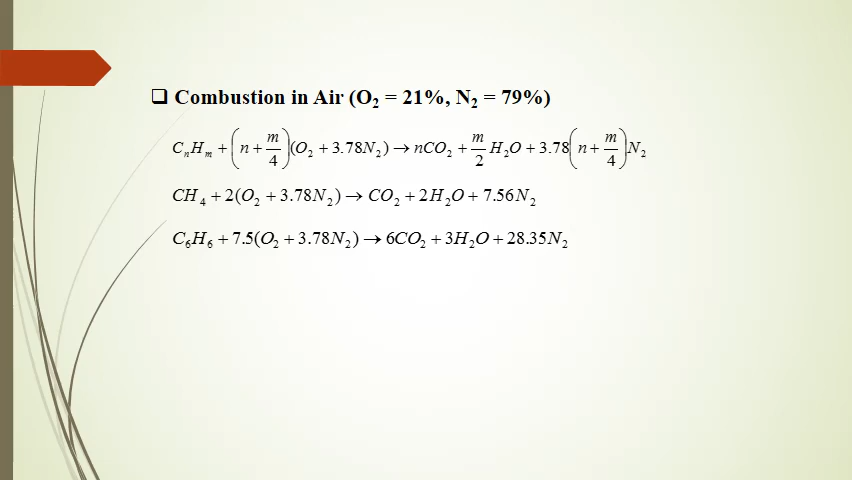 ❑ Combustion in Air (O₂ = 21%, N₂ = 79%)
CₙHₘ + (n + m/4)(O₂ + 3.78N₂) → nCO₂ + m/2 H₂O + 3.78(n + m/4)N₂
CH₄ + 2(O₂ + 3.78N₂) → CO₂ + 2H₂O + 7.56N₂
C₆H₆ + 7.5(O₂ + 3.78N₂) → 6CO₂ + 3H₂O + 28.35N₂